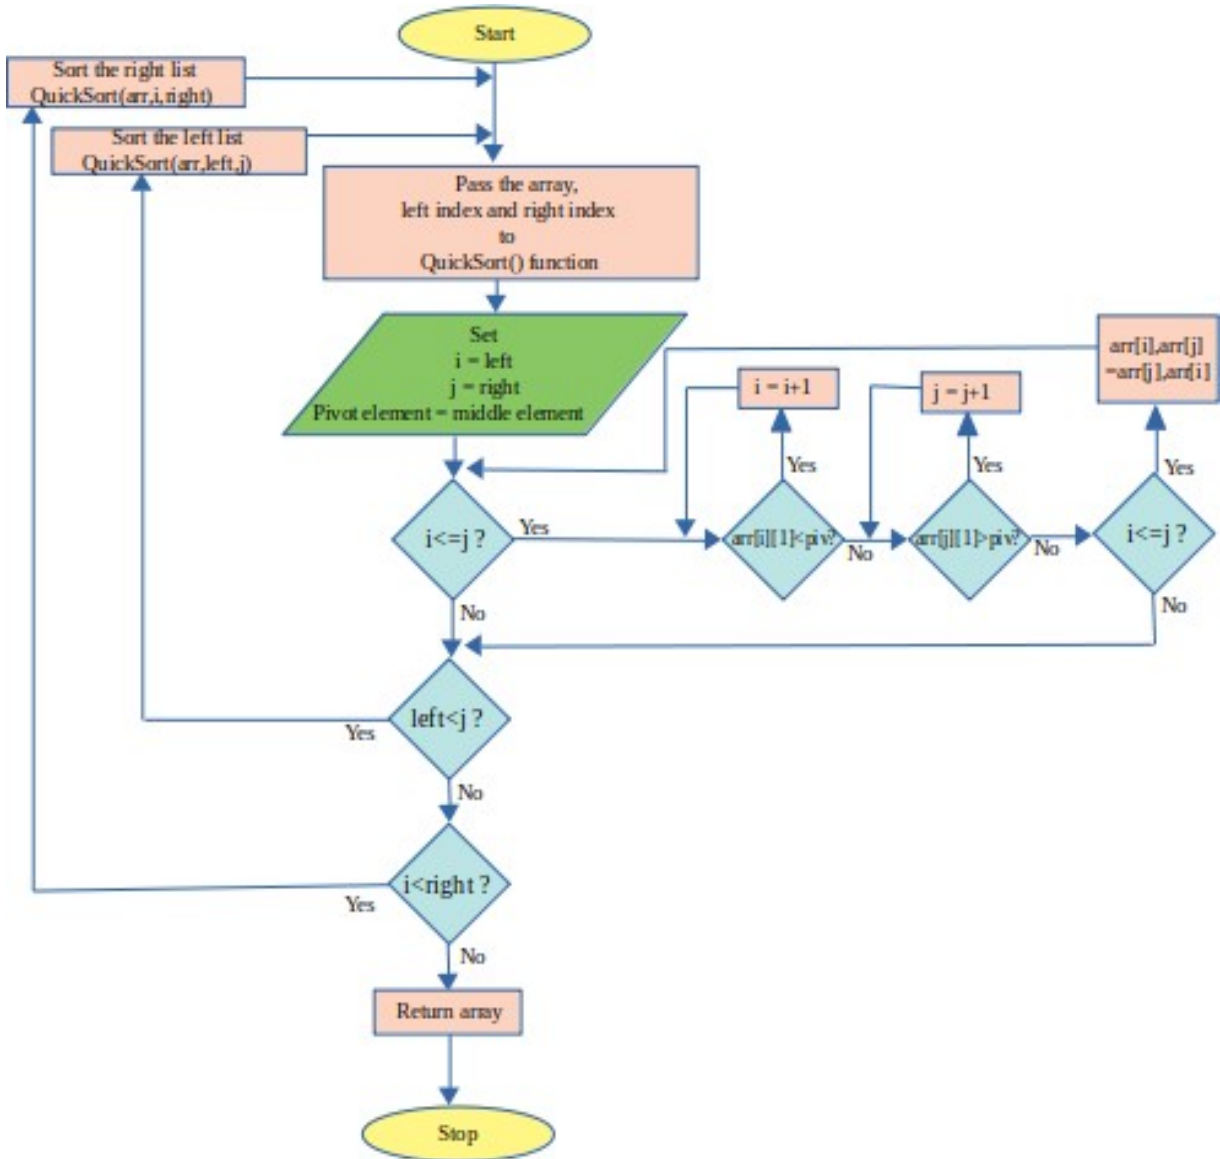 Start
Sort the right list
QuickSort(arr,i,right)
Sort the left list
QuickSort(arr,left,j)
Pass the array,
left index and right index
to
QuickSort() function
Set
i = left
j = right
Pivot element = middle element
i = i+1
j = j+1
arr[i],arr[j]
=arr[j],arr[i]
Yes
Yes
Yes
i<=j ?
Yes
arr[i][1]<piv?
No
arr[j][1]>piv?
No
i<=j ?
No
No
left<j ?
Yes
No
i<right ?
Yes
No
Return array
Stop